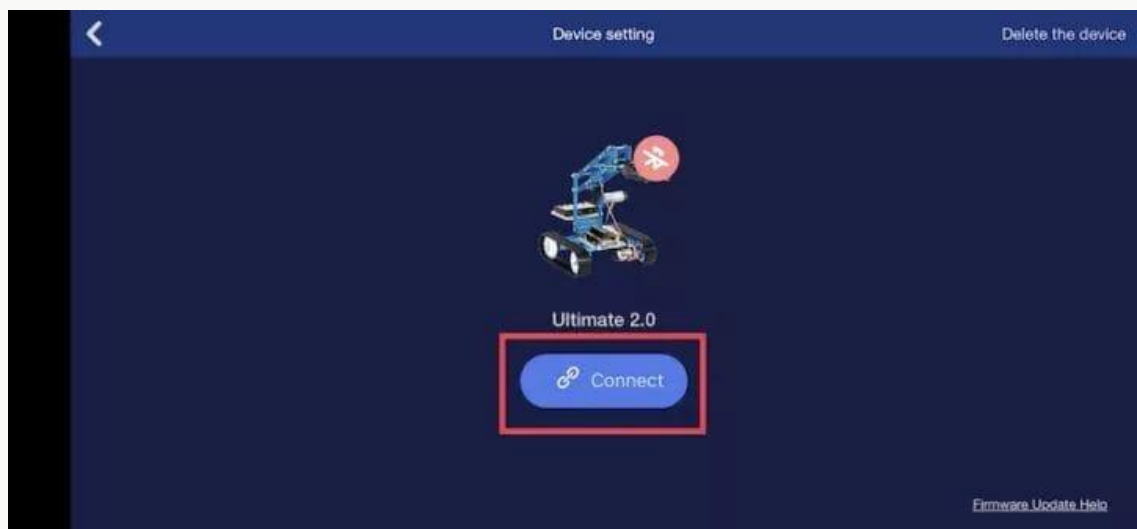 Device setting
Delete the device
Ultimate 2.0
Connect
Firmware Update Help